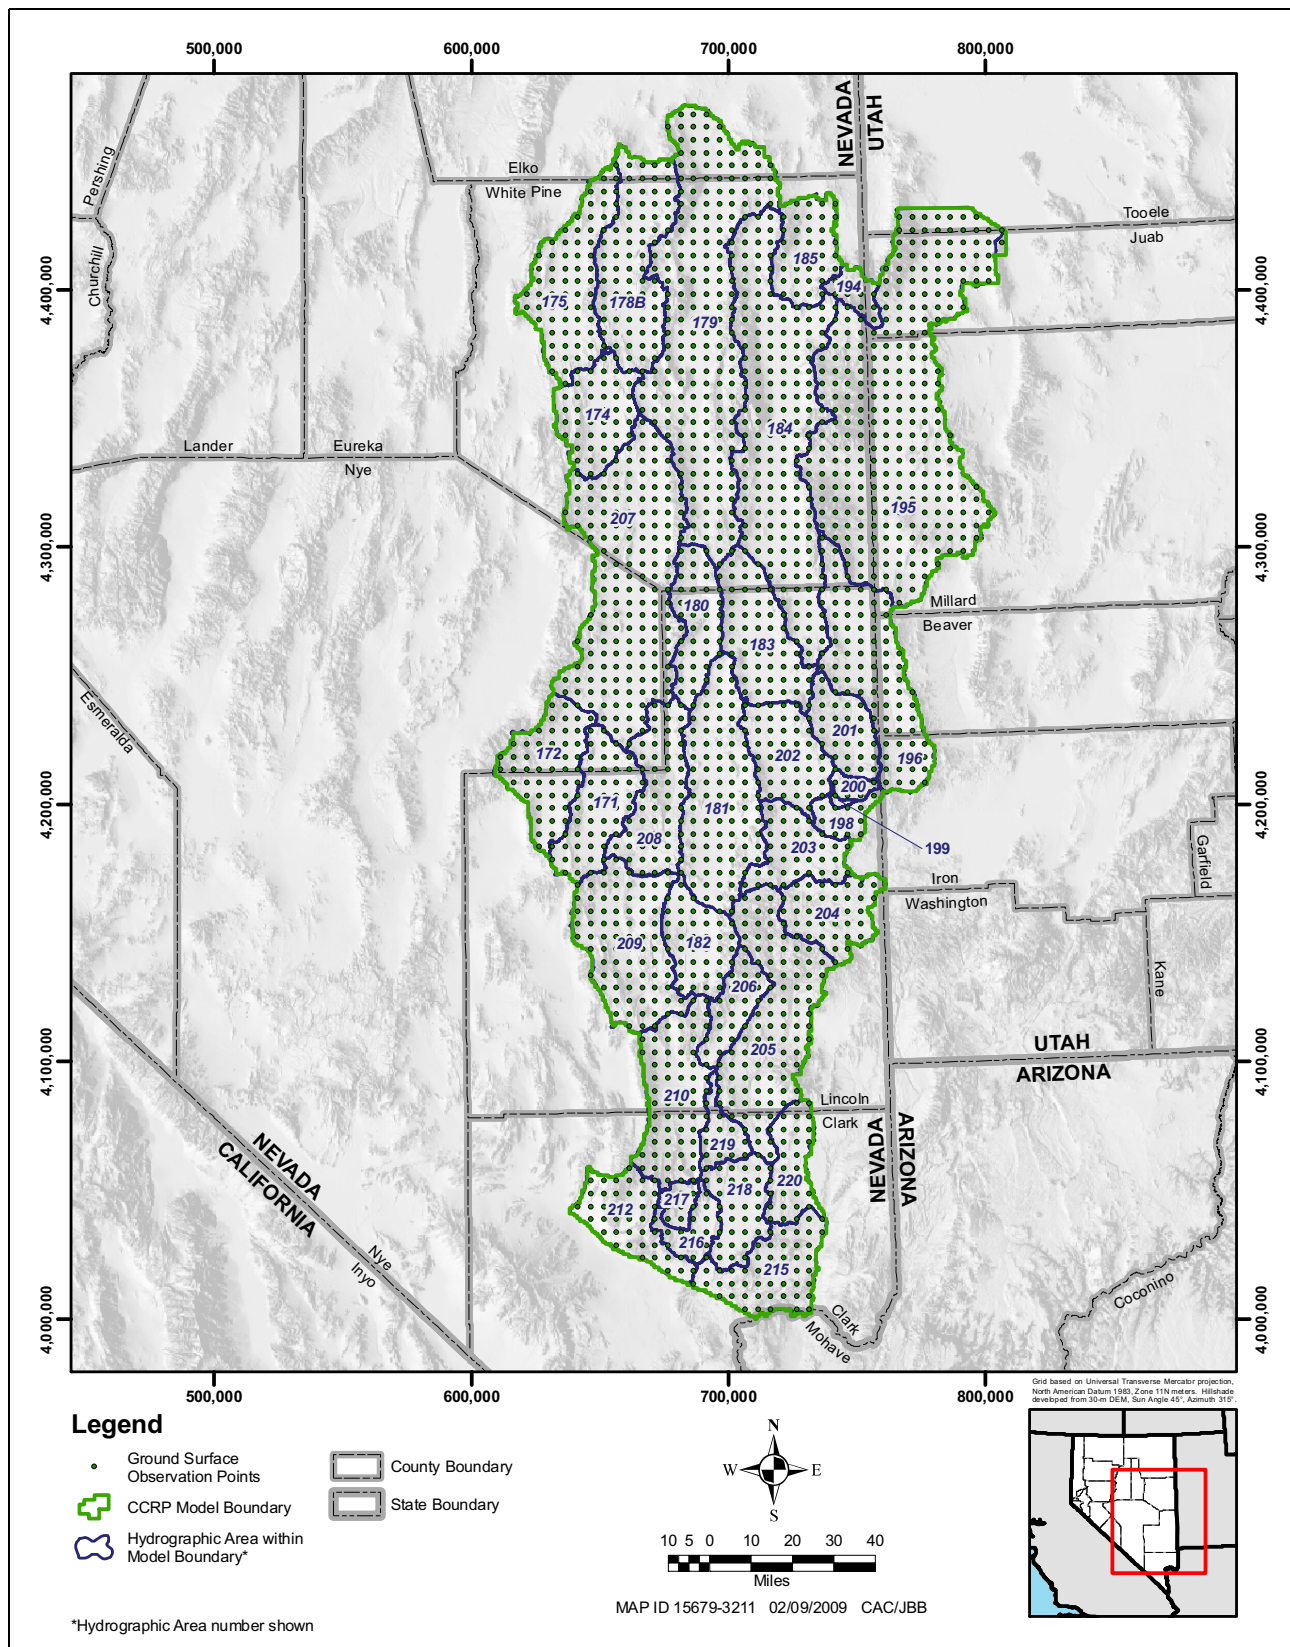 500,000
600,000
700,000
800,000
NEVADA
UTAH
Pershing
Churchill
Elko
White Pine
Tooele
Juab
4,400,000
4,400,000
185
194
175
178B
179
174
184
Lander
Eureka
Nye
207
195
4,300,000
4,300,000
180
Millard
Beaver
183
Esmeralda
172
202
201
196
200
171
181
198
4,200,000
4,200,000
208
203
199
Garfield
Iron
Washington
204
209
182
Kane
206
205
UTAH
ARIZONA
4,100,000
4,100,000
210
Lincoln
Clark
219
NEVADA
ARIZONA
NEVADA
CALIFORNIA
220
218
217
212
216
215
Nye
Inyo
Coconino
Clark
Mohave
4,000,000
4,000,000
500,000
600,000
700,000
800,000
Grid based on Universal Transverse Mercator projection,
North American Datum 1983, Zone 11N meters. Hillshade
developed from 30-m DEM, Sun Angle 45°, Azimuth 315°.
Legend
Ground Surface
Observation Points
CCRP Model Boundary
Hydrographic Area within
Model Boundary*
County Boundary
State Boundary
N
W E
S
10 5 0 10 20 30 40
Miles
MAP ID 15679-3211 02/09/2009 CAC/JBB
*Hydrographic Area number shown